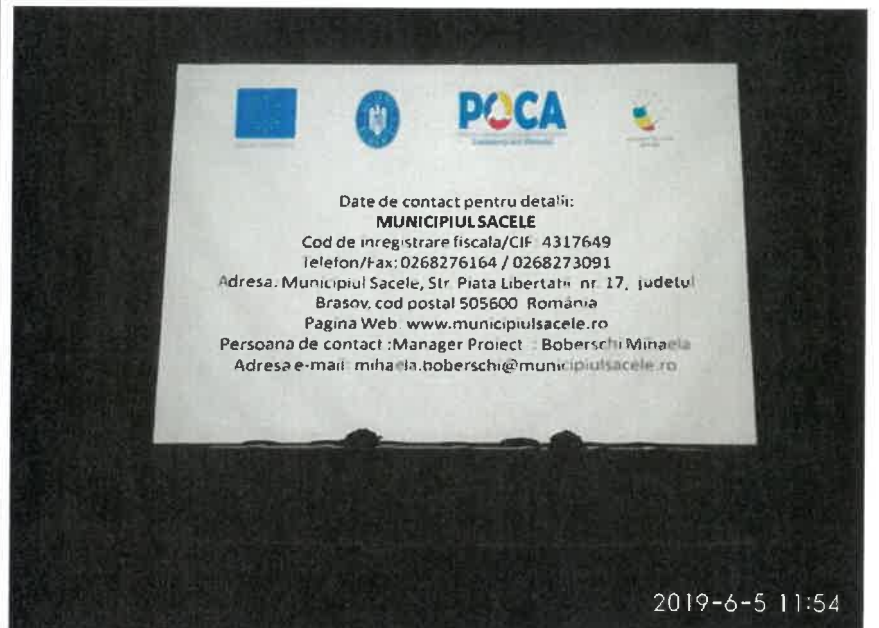 POCA
Date de contact pentru detalii:
MUNICIPIUL SACELE
Cod de inregistrare fiscala/CIF: 4317649
Telefon/Fax: 0268276164 / 0268273091
Adresa: Municipiul Sacele, Str. Piata Libertatii nr. 17, judetul
Brasov, cod postal 505600 România
Pagina Web: www.municipiulsacele.ro
Persoana de contact :Manager Proiect : Boberschi Mihaela
Adresa e-mail: mihaela.boberschi@municipiulsacele.ro
2019-6-5 11:54